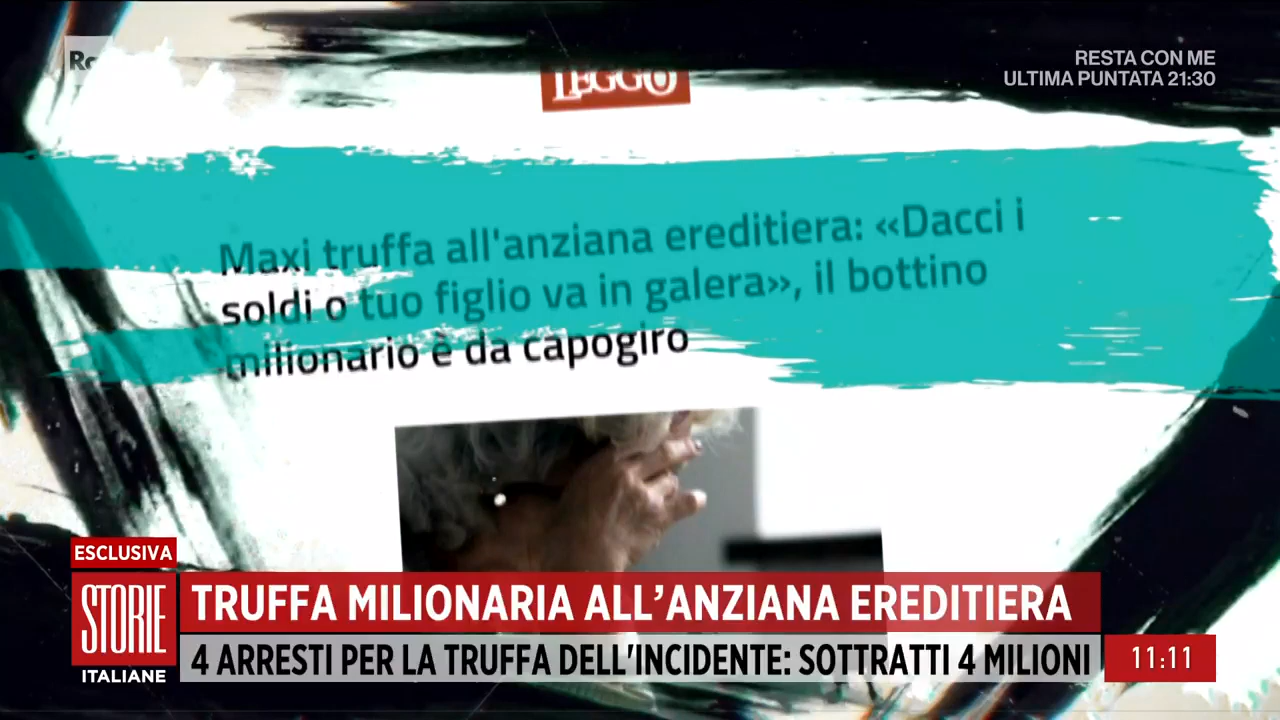 RESTA CON ME
ULTIMA PUNTATA 21:30
LEGGO
Maxi truffa all'anziana ereditiera: «Dacci i
soldi o tuo figlio va in galera», il bottino
milionario è da capogiro
ESCLUSIVA
STORIE
ITALIANE
TRUFFA MILIONARIA ALL’ANZIANA EREDITIERA
4 ARRESTI PER LA TRUFFA DELL'INCIDENTE: SOTTRATTI 4 MILIONI
11:11